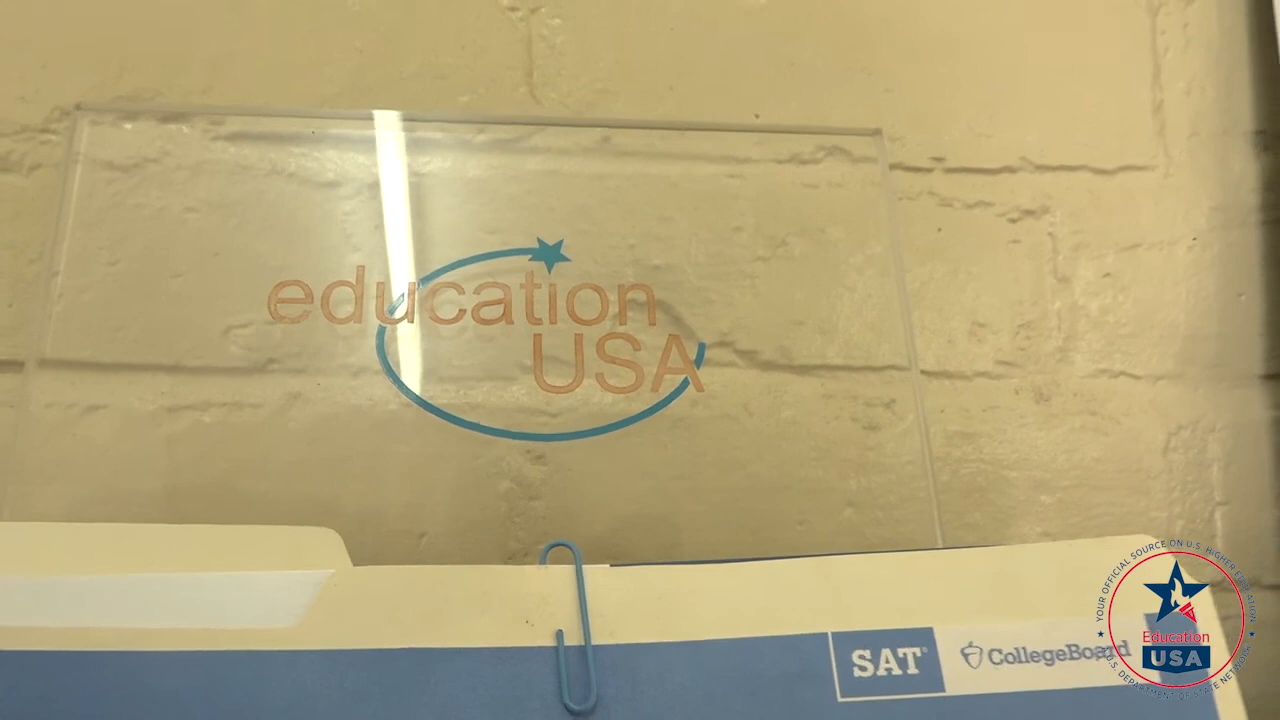 education
USA
SAT®
CollegeBoard
YOUR OFFICIAL SOURCE ON U.S. HIGHER EDUCATION
Education
USA
U.S. DEPARTMENT OF STATE NETWORK